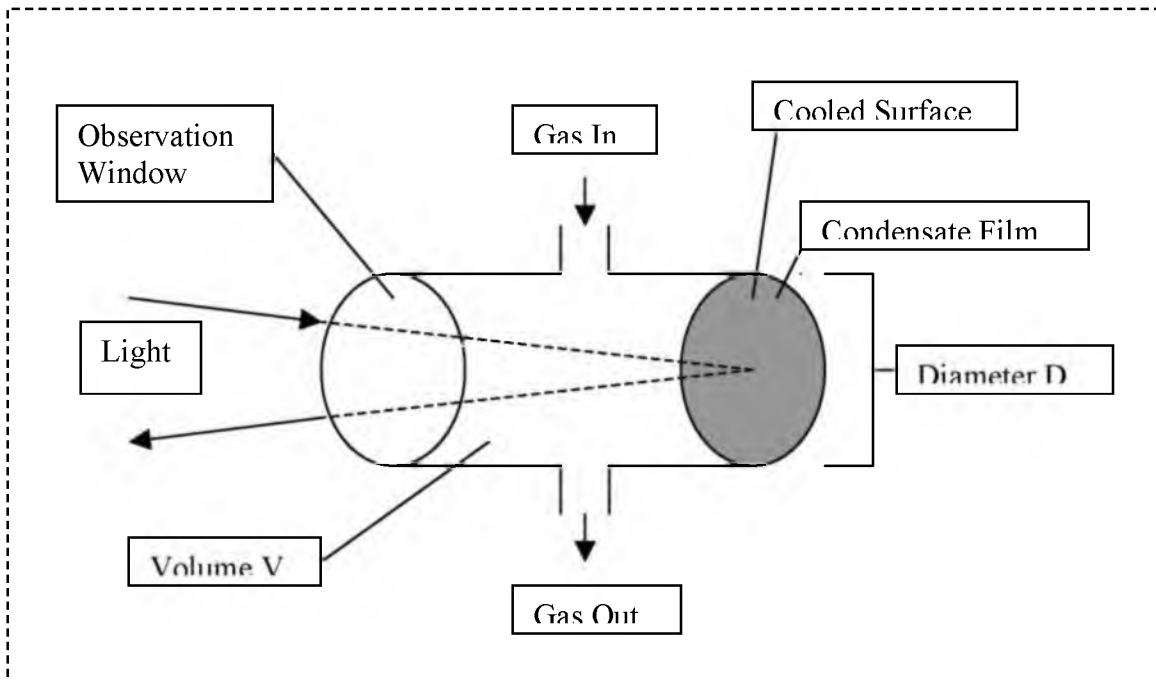 Observation
Window
Gas In
Cooled Surface
Condensate Film
Light
Diameter D
Volume V
Gas Out